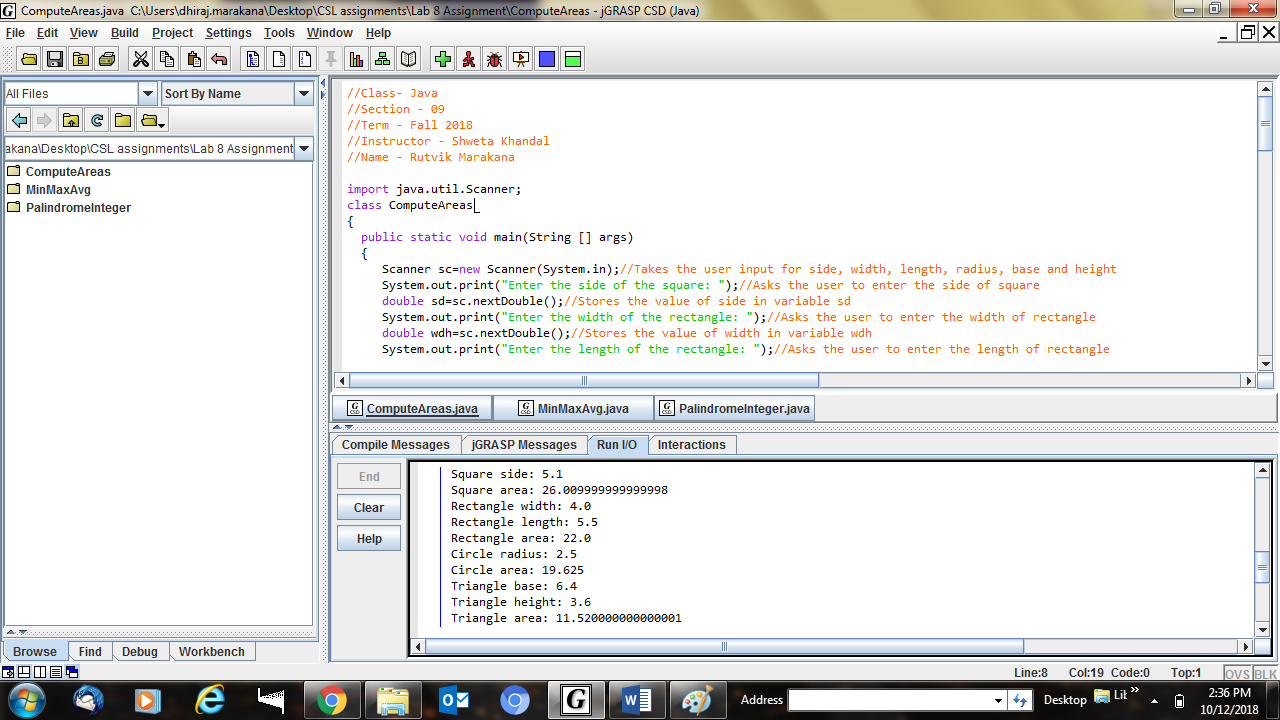 ComputeAreas.java C:\Users\dhiraj.marakana\Desktop\CSL assignments\Lab 8 Assignment\ComputeAreas - jGRASP CSD (Java)
File Edit View Build Project Settings Tools Window Help
All Files Sort By Name
akana\Desktop\CSL assignments\Lab 8 Assignment
ComputeAreas
MinMaxAvg
PalindromeInteger
Browse Find Debug Workbench
//Class- Java
//Section - 09
//Term - Fall 2018
//Instructor - Shweta Khandal
//Name - Rutvik Marakana
import java.util.Scanner;
class ComputeAreas
{
public static void main(String [] args)
{
Scanner sc=new Scanner(System.in);//Takes the user input for side, width, length, radius, base and height
System.out.print("Enter the side of the square: ");//Asks the user to enter the side of square
double sd=sc.nextDouble();//Stores the value of side in variable sd
System.out.print("Enter the width of the rectangle: ");//Asks the user to enter the width of rectangle
double wdh=sc.nextDouble();//Stores the value of width in variable wdh
System.out.print("Enter the length of the rectangle: ");//Asks the user to enter the length of rectangle
ComputeAreas.java MinMaxAvg.java PalindromeInteger.java
Compile Messages jGRASP Messages Run I/O Interactions
End
Clear
Help
Square side: 5.1
Square area: 26.009999999999998
Rectangle width: 4.0
Rectangle length: 5.5
Rectangle area: 22.0
Circle radius: 2.5
Circle area: 19.625
Triangle base: 6.4
Triangle height: 3.6
Triangle area: 11.520000000000001
Line:8 Col:19 Code:0 Top:1 OVS BLK
Address Desktop Lit »
2:36 PM
10/12/2018